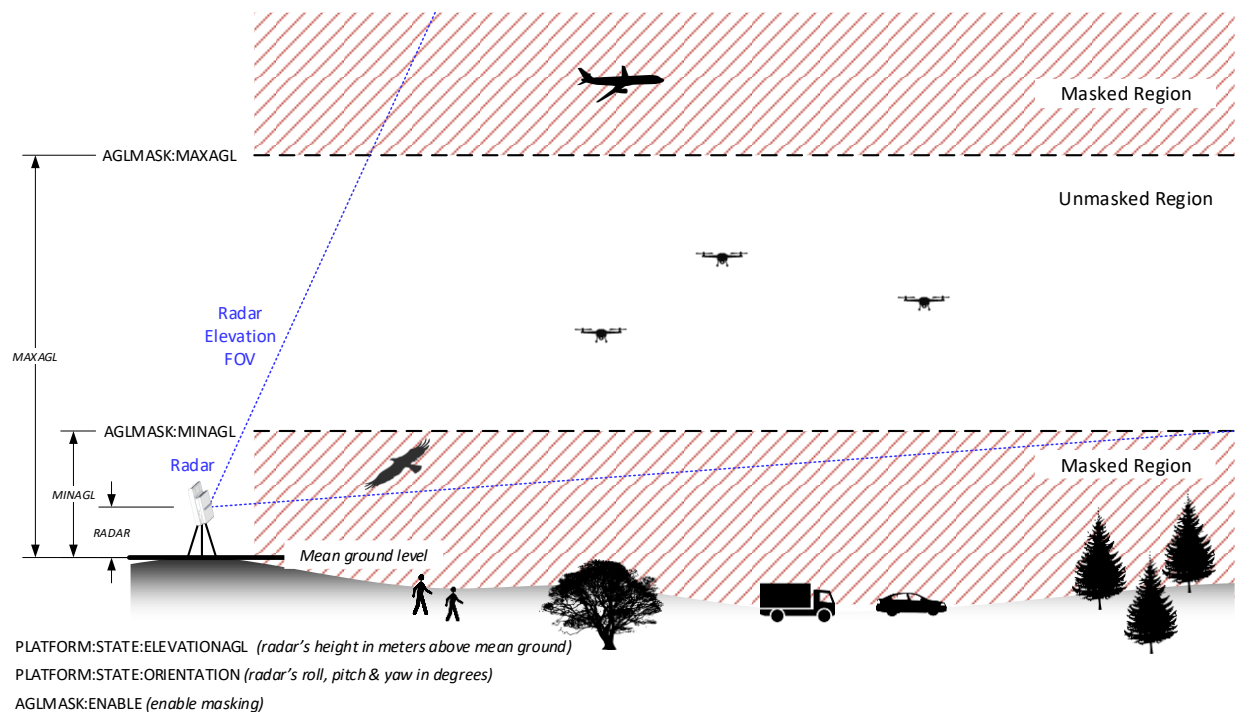 Masked Region
AGLMASK:MAXAGL
Unmasked Region
Radar
Elevation
FOV
MAXAGL
AGLMASK:MINAGL
Radar
Masked Region
MINAGL
RADAR
Mean ground level
PLATFORM:STATE:ELEVATIONAGL (radar's height in meters above mean ground)
PLATFORM:STATE:ORIENTATION (radar's roll, pitch & yaw in degrees)
AGLMASK:ENABLE (enable masking)